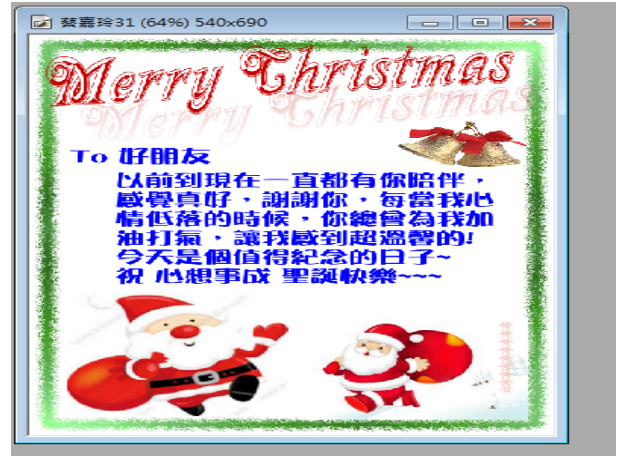 蔡嘉玲31 (64%) 540x690
Merry Christmas
Merry Christmas
To 好朋友
以前到現在一直都有你陪伴，
感覺真好，謝謝你，每當我心
情低落的時候，你總會為我加
油打氣，讓我感到超溫馨的!
今天是個值得紀念的日子~
祝 心想事成 聖誕快樂~~~